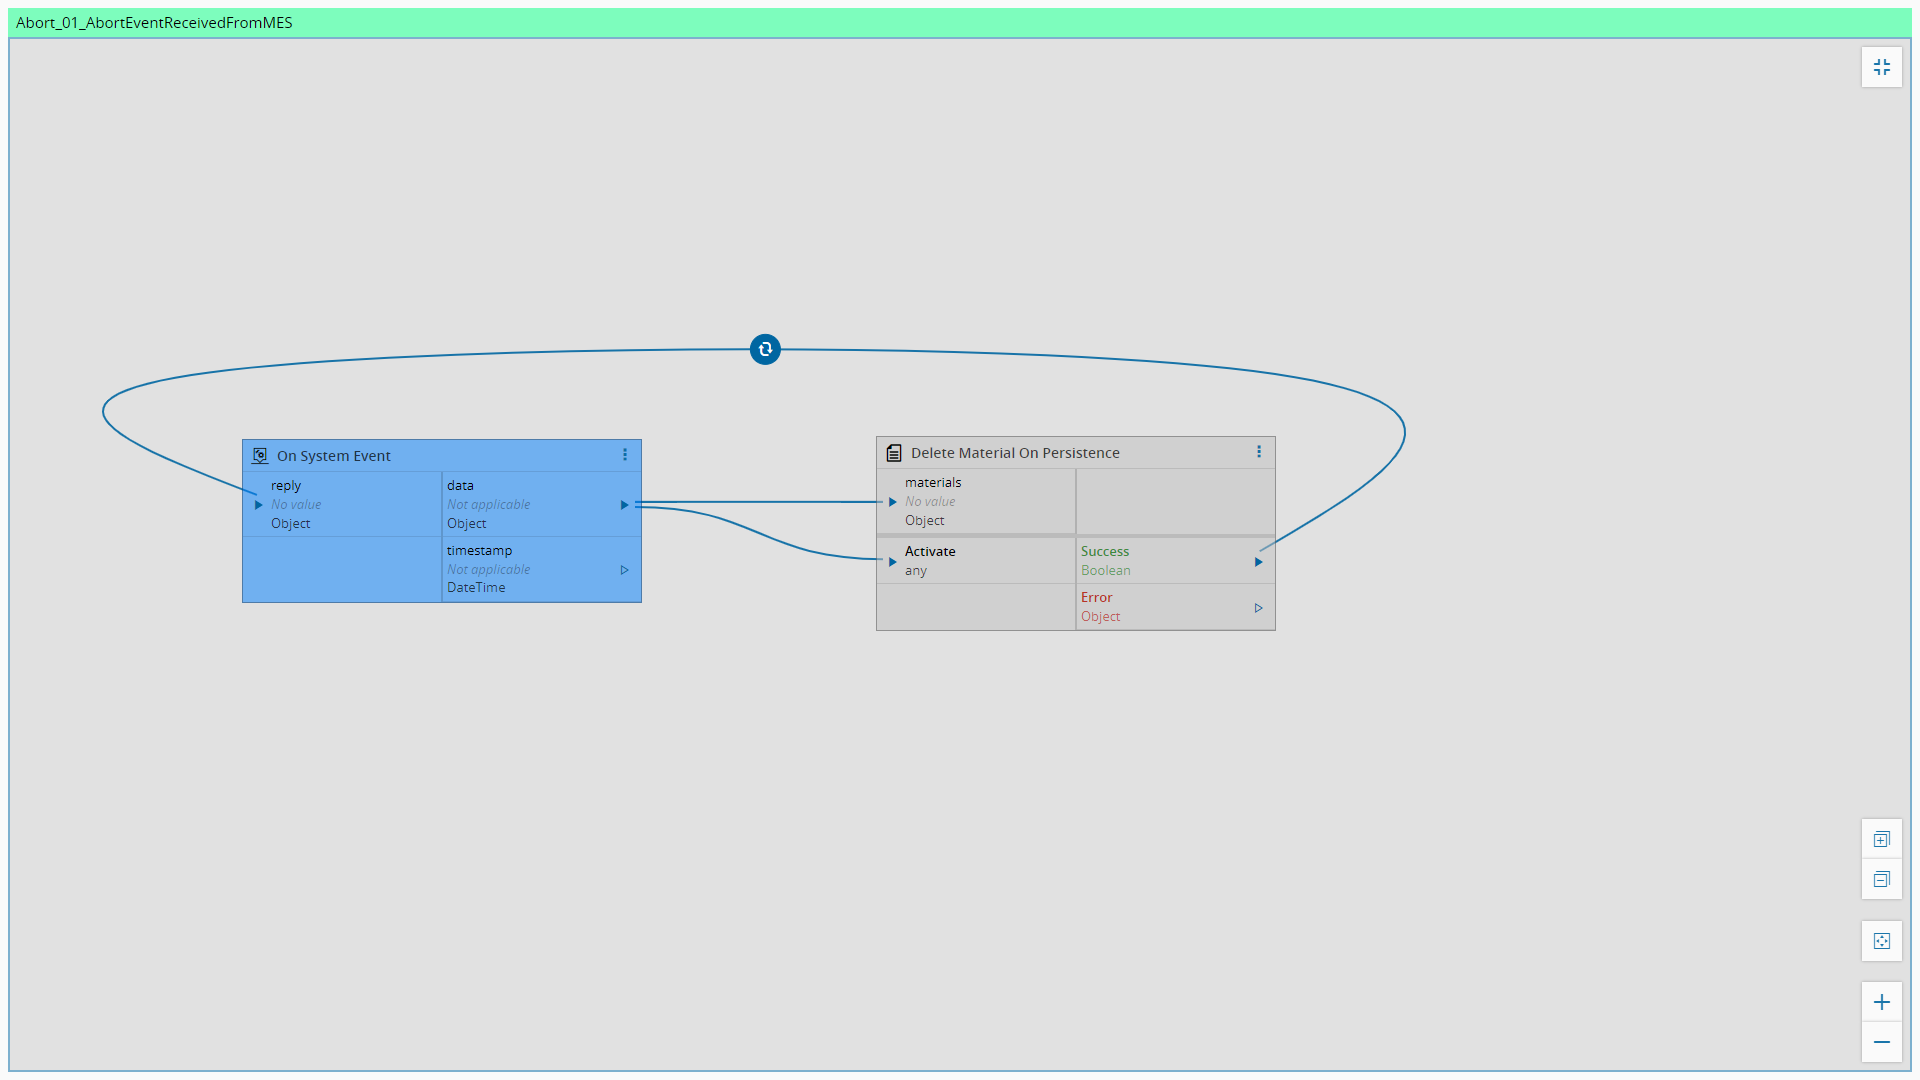 Abort_01_AbortEventReceivedFromMES
On System Event
reply
No value
Object
data
Not applicable
Object
timestamp
Not applicable
DateTime
Delete Material On Persistence
materials
No value
Object
Activate
any
Success
Boolean
Error
Object